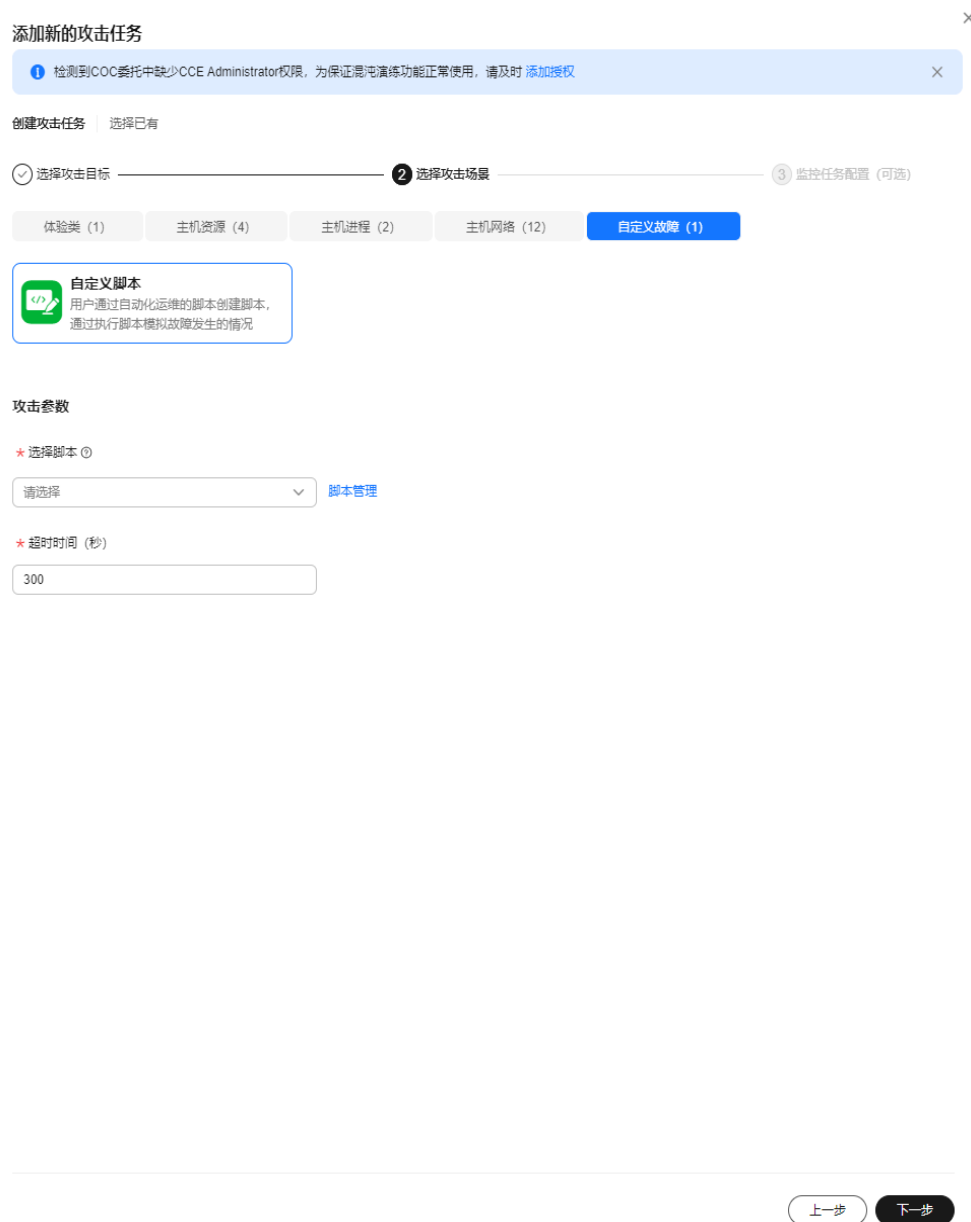 添加新的攻击任务
检测到COC委托中缺少CCE Administrator权限，为保证混沌演练功能正常使用，请及时 添加授权
创建攻击任务 选择已有
选择攻击目标 2 选择攻击场景 3 监控任务配置（可选）
体验类（1） 主机资源（4） 主机进程（2） 主机网络（12） 自定义故障（1）
自定义脚本
用户通过自动化运维的脚本创建脚本，
通过执行脚本模拟故障发生的情况
攻击参数
* 选择脚本
请选择 脚本管理
* 超时时间（秒）
300
上一步 下一步